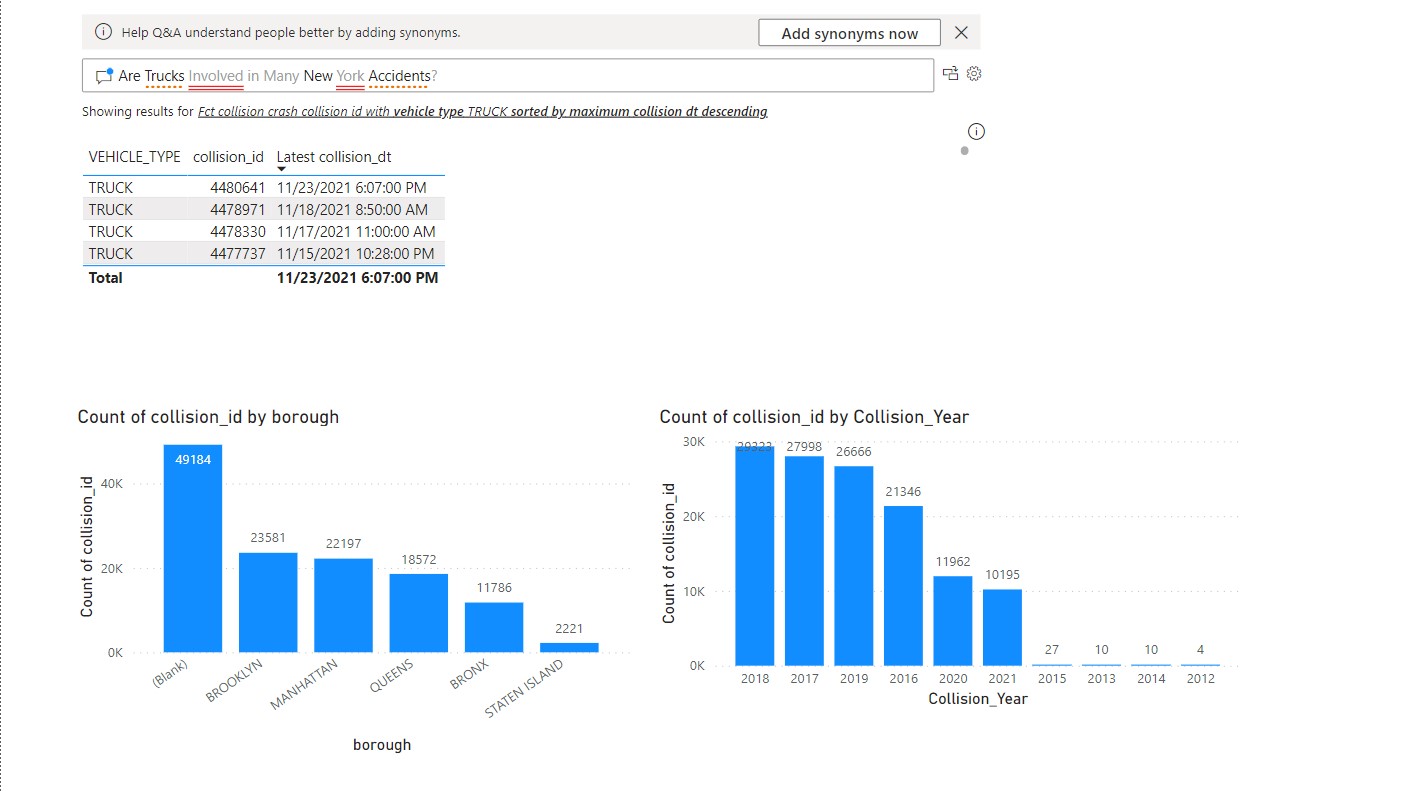 Help Q&A understand people better by adding synonyms.
Add synonyms now
Are Trucks Involved in Many New York Accidents?
Showing results for Fct collision crash collision id with vehicle type TRUCK sorted by maximum collision dt descending
VEHICLE_TYPE collision_id Latest collision_dt
TRUCK 4480641 11/23/2021 6:07:00 PM
TRUCK 4478971 11/18/2021 8:50:00 AM
TRUCK 4478330 11/17/2021 11:00:00 AM
TRUCK 4477737 11/15/2021 10:28:00 PM
Total 11/23/2021 6:07:00 PM
Count of collision_id by borough
Count of collision_id
40K
20K
0K
49184
23581
22197
18572
11786
2221
(Blank)
BROOKLYN
MANHATTAN
QUEENS
BRONX
STATEN ISLAND
borough
Count of collision_id by Collision_Year
Count of collision_id
30K
20K
10K
0K
29323
27998
26666
21346
11962
10195
27
10
10
4
2018 2017 2019 2016 2020 2021 2015 2013 2014 2012
Collision_Year